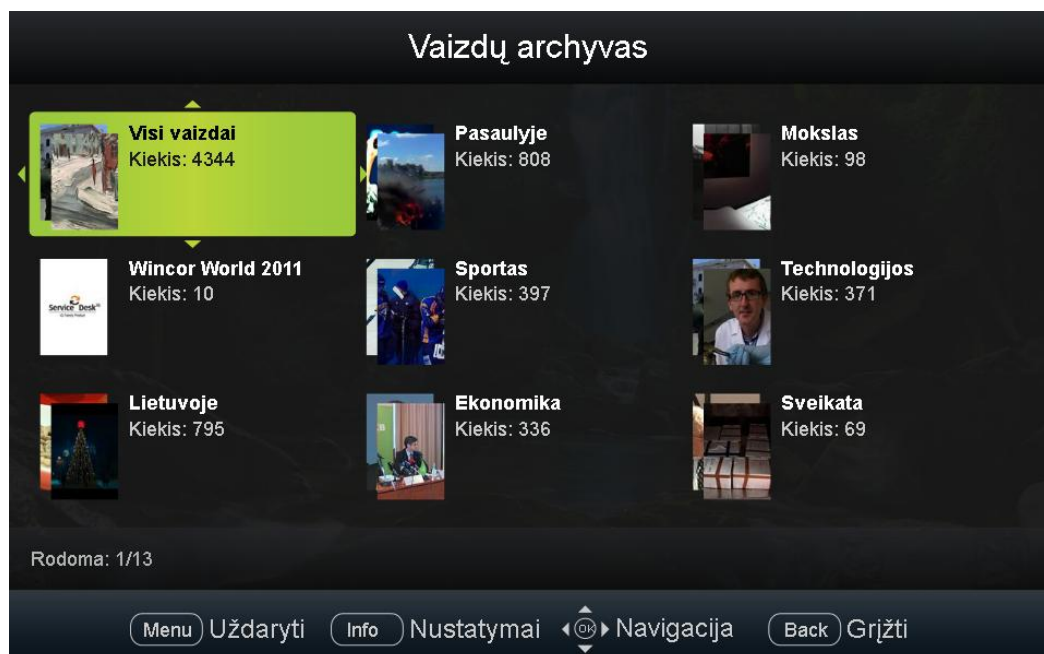 Vaizdų archyvas
Visi vaizdai
Kiekis: 4344
Pasaulyje
Kiekis: 808
Mokslas
Kiekis: 98
Wincor World 2011
Kiekis: 10
Service Desk
Sportas
Kiekis: 397
Technologijos
Kiekis: 371
Lietuvoje
Kiekis: 795
Ekonomika
Kiekis: 336
Sveikata
Kiekis: 69
Rodoma: 1/13
Menu Uždaryti Info Nustatymai OK Navigacija Back Grįžti